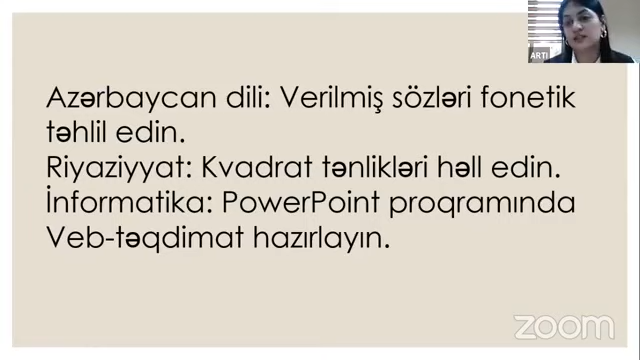 ARTI
Azərbaycan dili: Verilmiş sözləri fonetik
təhlil edin.
Riyaziyyat: Kvadrat tənlikləri həll edin.
İnformatika: PowerPoint proqramında
Veb-təqdimat hazırlayın.
zoom